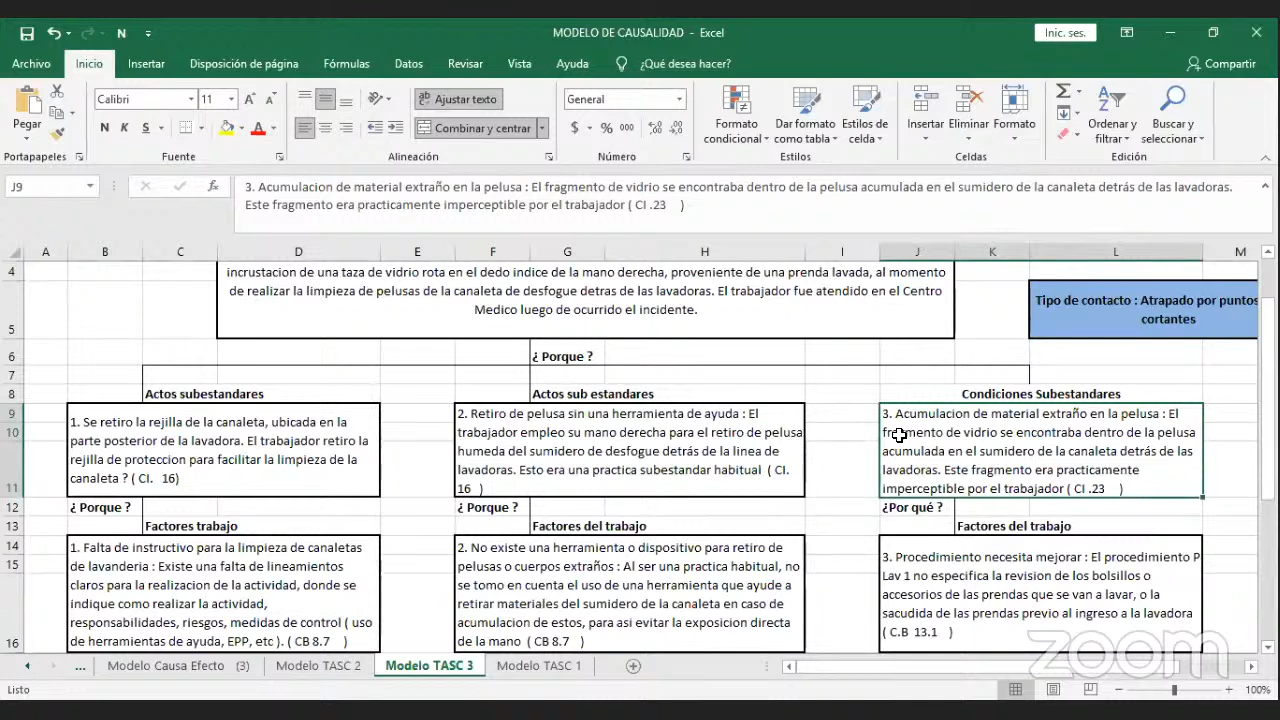 MODELO DE CAUSALIDAD - Excel
Inic. ses.
Archivo Inicio Insertar Disposición de página Fórmulas Datos Revisar Vista Ayuda ¿Qué desea hacer? Compartir
Pegar
Calibri 11
N K S
Ajustar texto
Combinar y centrar
General
$ % 000
Formato condicional
Dar formato como tabla
Estilos de celda
Insertar Eliminar Formato
Ordenar y filtrar
Buscar y seleccionar
Portapapeles Fuente Alineación Número Estilos Celdas Edición
J9
fx
3. Acumulacion de material extraño en la pelusa : El fragmento de vidrio se encontraba dentro de la pelusa acumulada en el sumidero de la canaleta detrás de las lavadoras.
Este fragmento era practicamente imperceptible por el trabajador ( CI .23 )
A B C D E F G H I J K L M
4
incrustacion de una taza de vidrio rota en el dedo indice de la mano derecha, proveniente de una prenda lavada, al momento
de realizar la limpieza de pelusas de la canaleta de desfogue detras de las lavadoras. El trabajador fue atendido en el Centro
Medico luego de ocurrido el incidente.
Tipo de contacto : Atrapado por puntos
cortantes
5
6
¿ Porque ?
7
8
Actos subestandares
Actos sub estandares
Condiciones Subestandares
9
10
11
1. Se retiro la rejilla de la canaleta, ubicada en la
parte posterior de la lavadora. El trabajador retiro la
rejilla de proteccion para facilitar la limpieza de la
canaleta ? ( CI. 16)
2. Retiro de pelusa sin una herramienta de ayuda : El
trabajador empleo su mano derecha para el retiro de pelusa
humeda del sumidero de desfogue detrás de la linea de
lavadoras. Esto era una practica subestandar habitual ( CI.
16 )
3. Acumulacion de material extraño en la pelusa : El
fragmento de vidrio se encontraba dentro de la pelusa
acumulada en el sumidero de la canaleta detrás de las
lavadoras. Este fragmento era practicamente
imperceptible por el trabajador ( CI .23 )
12
¿ Porque ?
¿ Porque ?
¿Por qué ?
13
Factores trabajo
Factores del trabajo
Factores del trabajo
14
15
16
1. Falta de instructivo para la limpieza de canaletas
de lavanderia : Existe una falta de lineamientos
claros para la realizacion de la actividad, donde se
indique como realizar la actividad,
responsabilidades, riesgos, medidas de control ( uso
de herramientas de ayuda, EPP, etc ). ( CB 8.7 )
2. No existe una herramienta o dispositivo para retiro de
pelusas o cuerpos extraños : Al ser una practica habitual, no
se tomo en cuenta el uso de una herramienta que ayude a
retirar materiales del sumidero de la canaleta en caso de
acumulacion de estos, para asi evitar la exposicion directa
de la mano ( CB 8.7 )
3. Procedimiento necesita mejorar : El procedimiento P
Lav 1 no especifica la revision de los bolsillos o
accesorios de las prendas que se van a lavar, o la
sacudida de las prendas previo al ingreso a la lavadora
( C.B 13.1 )
... Modelo Causa Efecto (3) Modelo TASC 2 Modelo TASC 3 Modelo TASC 1
Listo
100%
zoom